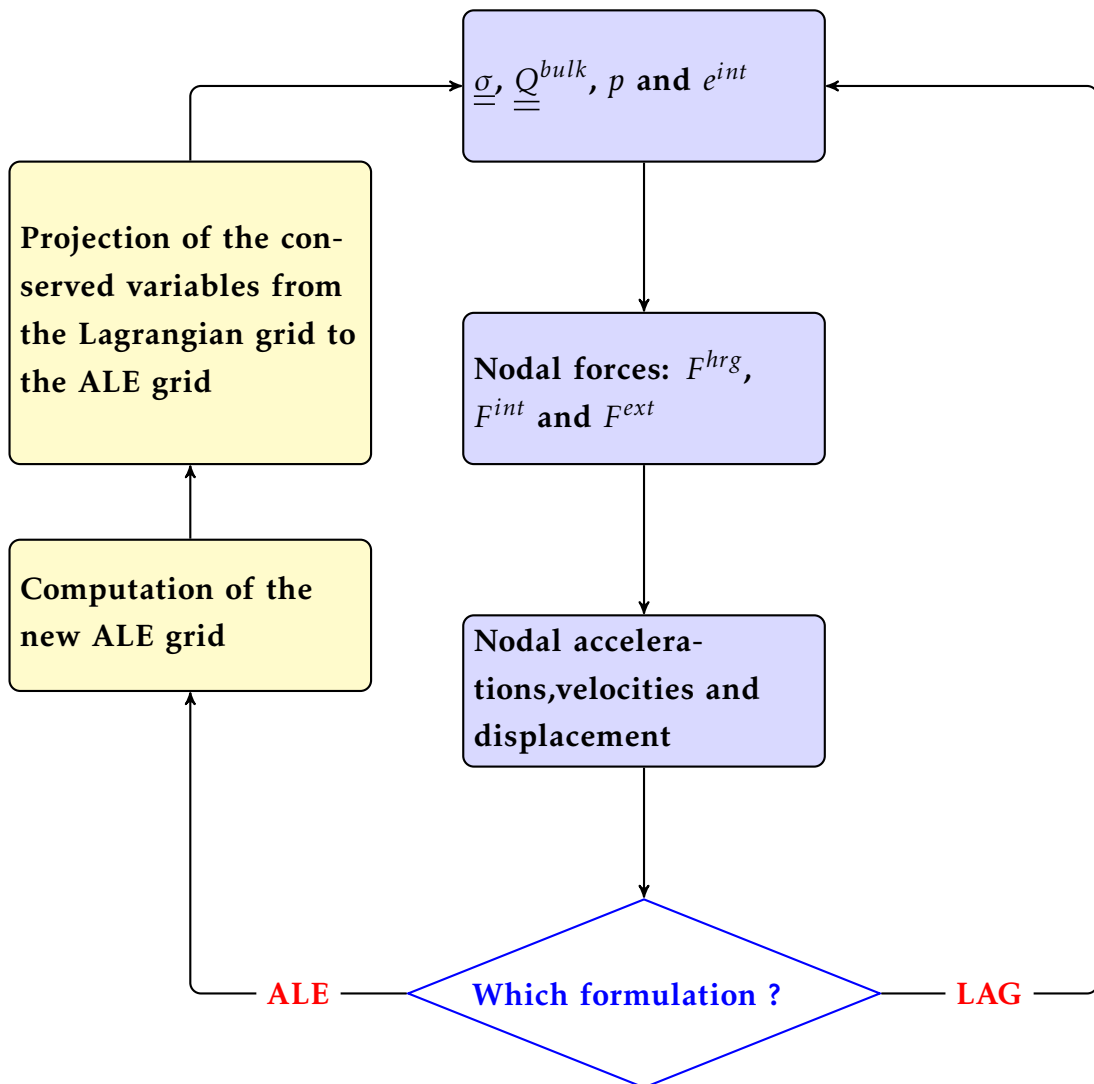 σ, Q^bulk, p and e^int
Projection of the con-
served variables from
the Lagrangian grid to
the ALE grid
Nodal forces: F^hrg,
F^int and F^ext
Computation of the
new ALE grid
Nodal accelera-
tions,velocities and
displacement
ALE
Which formulation ?
LAG